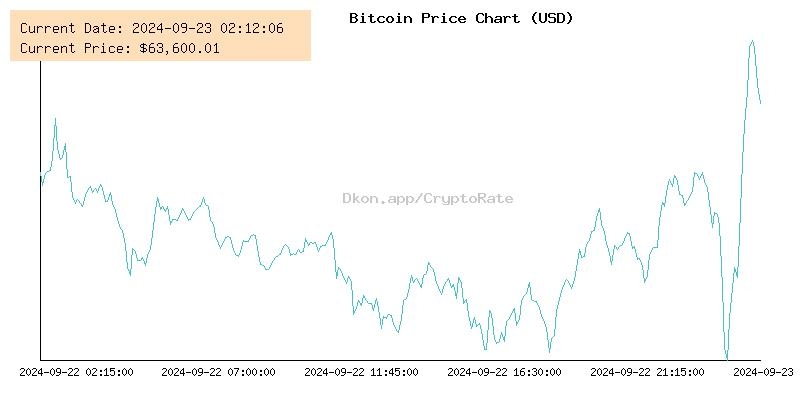 Bitcoin Price Chart (USD)
Current Date: 2024-09-23 02:12:06
Current Price: $63,600.01
Dkon.app/CryptoRate
2024-09-22 02:15:00 2024-09-22 07:00:00 2024-09-22 11:45:00 2024-09-22 16:30:00 2024-09-22 21:15:00 2024-09-23